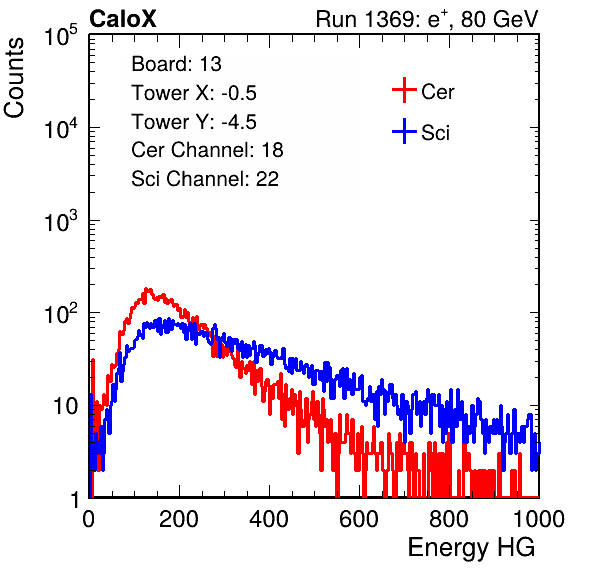 CaloX Run 1369: e⁺, 80 GeV
Counts
10⁵
10⁴
10³
10²
10
1
Board: 13
Tower X: -0.5
Tower Y: -4.5
Cer Channel: 18
Sci Channel: 22
Cer
Sci
0 200 400 600 800 1000
Energy HG